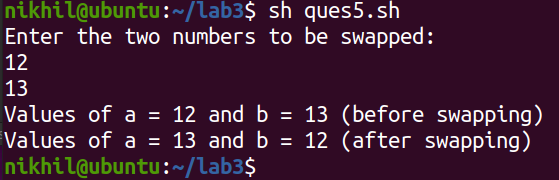 nikhil@ubuntu:~/lab3$ sh ques5.sh
Enter the two numbers to be swapped:
12
13
Values of a = 12 and b = 13 (before swapping)
Values of a = 13 and b = 12 (after swapping)
nikhil@ubuntu:~/lab3$